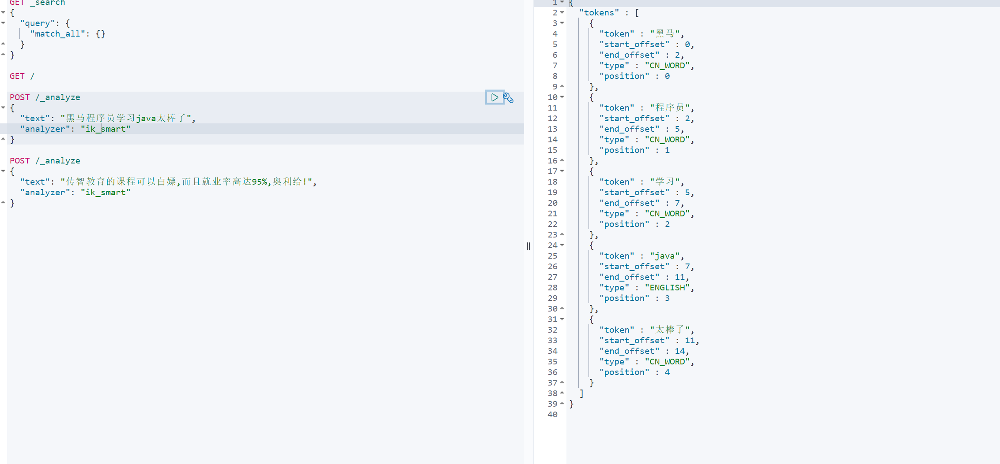 GET _search
{
  "query": {
    "match_all": {}
  }
}
GET /
POST /_analyze
{
  "text": "黑马程序员学习java太棒了",
  "analyzer": "ik_smart"
}
POST /_analyze
{
  "text": "传智教育的课程可以白嫖,而且就业率高达95%,奥利给!",
  "analyzer": "ik_smart"
}
1 {
2   "tokens" : [
3     {
4       "token" : "黑马",
5       "start_offset" : 0,
6       "end_offset" : 2,
7       "type" : "CN_WORD",
8       "position" : 0
9     },
10     {
11       "token" : "程序员",
12       "start_offset" : 2,
13       "end_offset" : 5,
14       "type" : "CN_WORD",
15       "position" : 1
16     },
17     {
18       "token" : "学习",
19       "start_offset" : 5,
20       "end_offset" : 7,
21       "type" : "CN_WORD",
22       "position" : 2
23     },
24     {
25       "token" : "java",
26       "start_offset" : 7,
27       "end_offset" : 11,
28       "type" : "ENGLISH",
29       "position" : 3
30     },
31     {
32       "token" : "太棒了",
33       "start_offset" : 11,
34       "end_offset" : 14,
35       "type" : "CN_WORD",
36       "position" : 4
37     }
38   ]
39 }
40